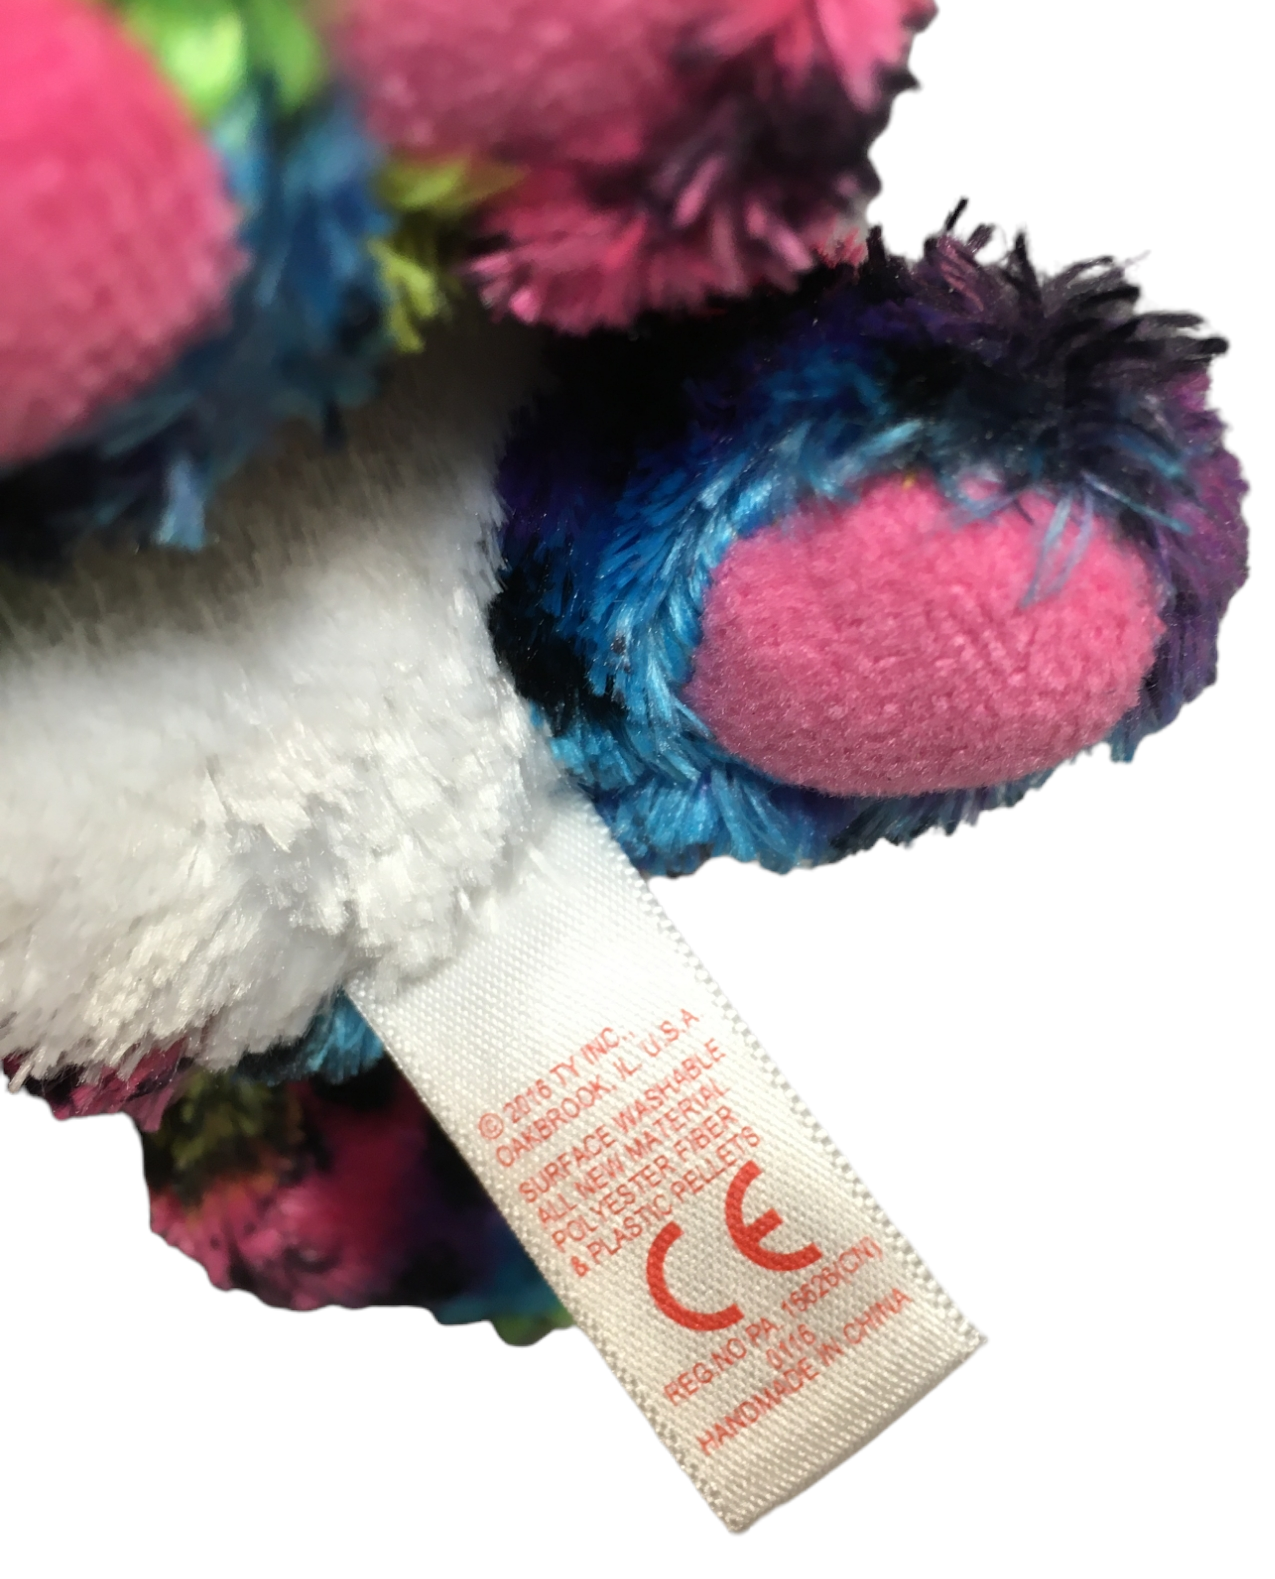 © 2016 TY INC.,
OAKBROOK, IL. U.S.A
SURFACE WASHABLE
ALL NEW MATERIAL
POLYESTER FIBER
& PLASTIC PELLETS
CE
REG.NO PA. 15626(CN)
0116
HANDMADE IN CHINA